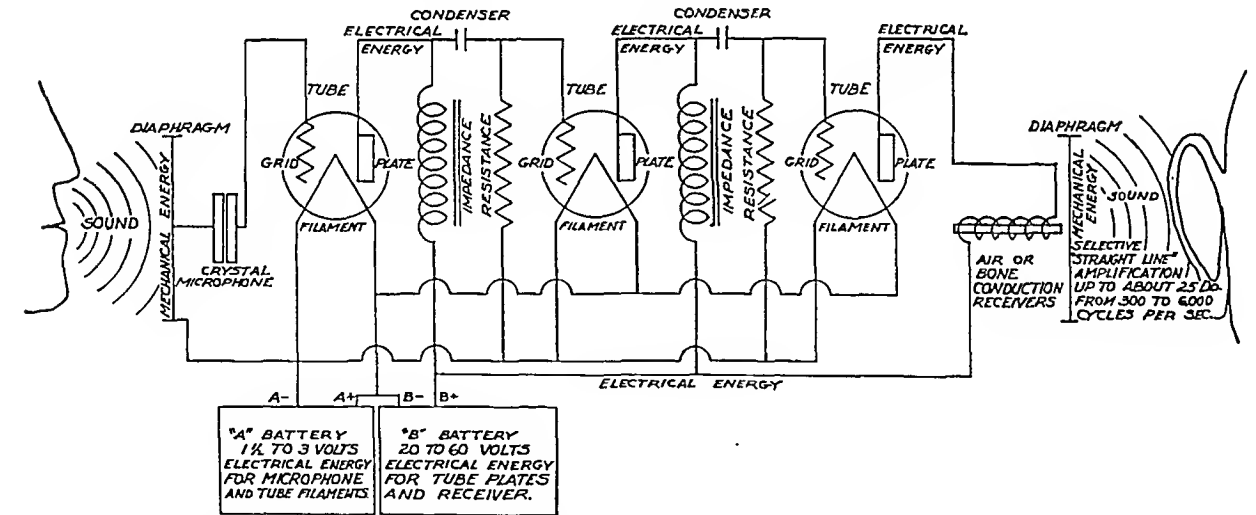 CONDENSER
CONDENSER
ELECTRICAL
ENERGY
ELECTRICAL
ENERGY
ELECTRICAL
ENERGY
TUBE
TUBE
TUBE
DIAPHRAGM
DIAPHRAGM
GRID
PLATE
IMPEDANCE
RESISTANCE
GRID
PLATE
IMPEDANCE
RESISTANCE
GRID
PLATE
SOUND
MECHANICAL ENERGY
FILAMENT
FILAMENT
FILAMENT
MECHANICAL
ENERGY
SOUND
CRYSTAL
MICROPHONE
AIR OR
BONE
CONDUCTION
RECEIVERS
SELECTIVE
"STRAIGHT LINE"
AMPLIFICATION
UP TO ABOUT 25 Db.
FROM 300 TO 6,000
CYCLES PER SEC.
ELECTRICAL ENERGY
A- A+ B- B+
"A" BATTERY
1½ TO 3 VOLTS
ELECTRICAL ENERGY
FOR MICROPHONE
AND TUBE FILAMENTS.
"B" BATTERY
20 TO 60 VOLTS
ELECTRICAL ENERGY
FOR TUBE PLATES
AND RECEIVER.